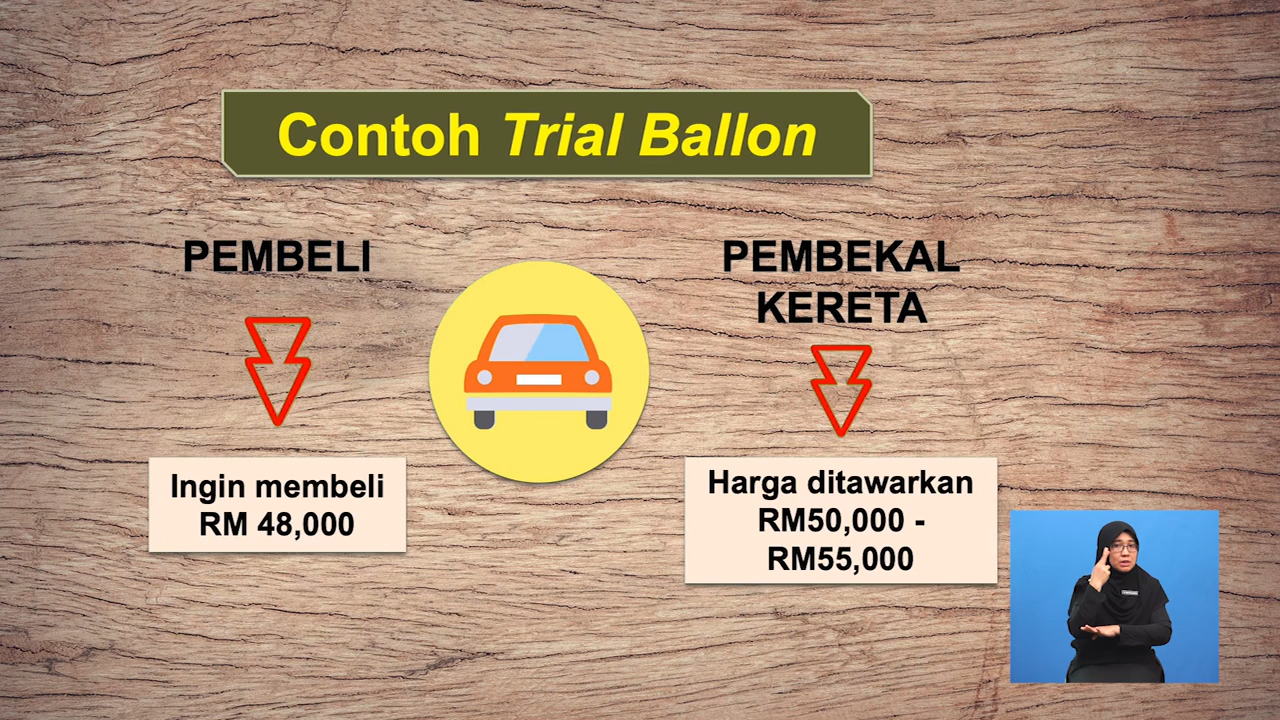 Contoh Trial Ballon
PEMBELI
Ingin membeli
RM 48,000
PEMBEKAL
KERETA
Harga ditawarkan
RM50,000 -
RM55,000